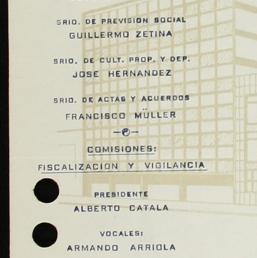 SRIO. DE PREVISION SOCIAL
GUILLERMO ZETINA
SRIO. DE CULT. PROP. Y DEP.
JOSE HERNANDEZ
SRIO. DE ACTAS Y ACUERDOS
FRANCISCO MÜLLER
COMISIONES:
FISCALIZACION Y VIGILANCIA
PRESIDENTE
ALBERTO CATALA
VOCALES:
ARMANDO ARRIOLA